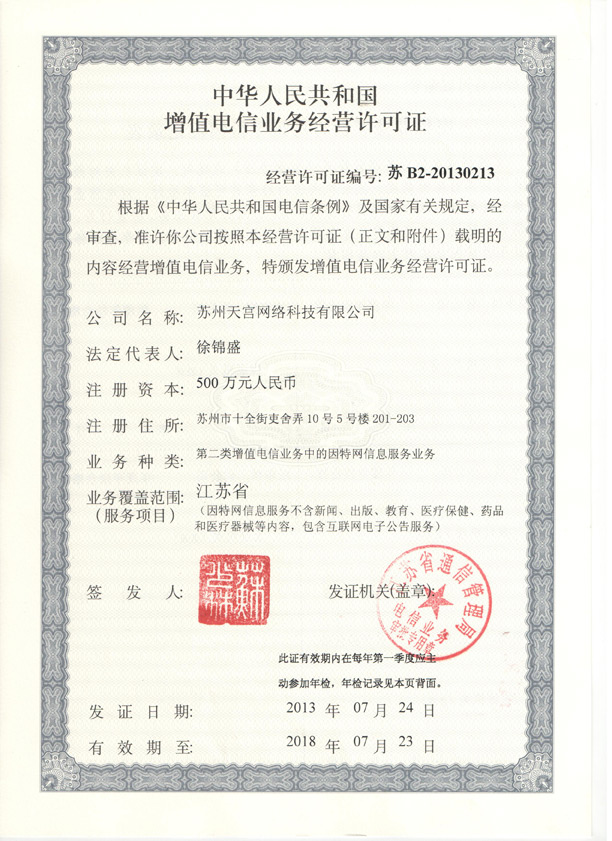 中华人民共和国
增值电信业务经营许可证
经营许可证编号: 苏 B2-20130213
根据《中华人民共和国电信条例》及国家有关规定，经
审查，准许你公司按照本经营许可证（正文和附件）载明的
内容经营增值电信业务，特颁发增值电信业务经营许可证。
公司名称: 苏州天宫网络科技有限公司
法定代表人: 徐锦盛
注册资本: 500 万元人民币
注册住所: 苏州市十全街吏舍弄 10 号 5 号楼 201-203
业务种类: 第二类增值电信业务中的因特网信息服务业务
业务覆盖范围: 江苏省
（服务项目） （因特网信息服务不含新闻、出版、教育、医疗保健、药品
和医疗器械等内容，包含互联网电子公告服务）
签发人:
发证机关(盖章):
江苏省通信管理局
电信业务
审批专用章
此证有效期内在每年第一季度应主
动参加年检，年检记录见本页背面。
发证日期: 2013 年 07 月 24 日
有效期至: 2018 年 07 月 23 日